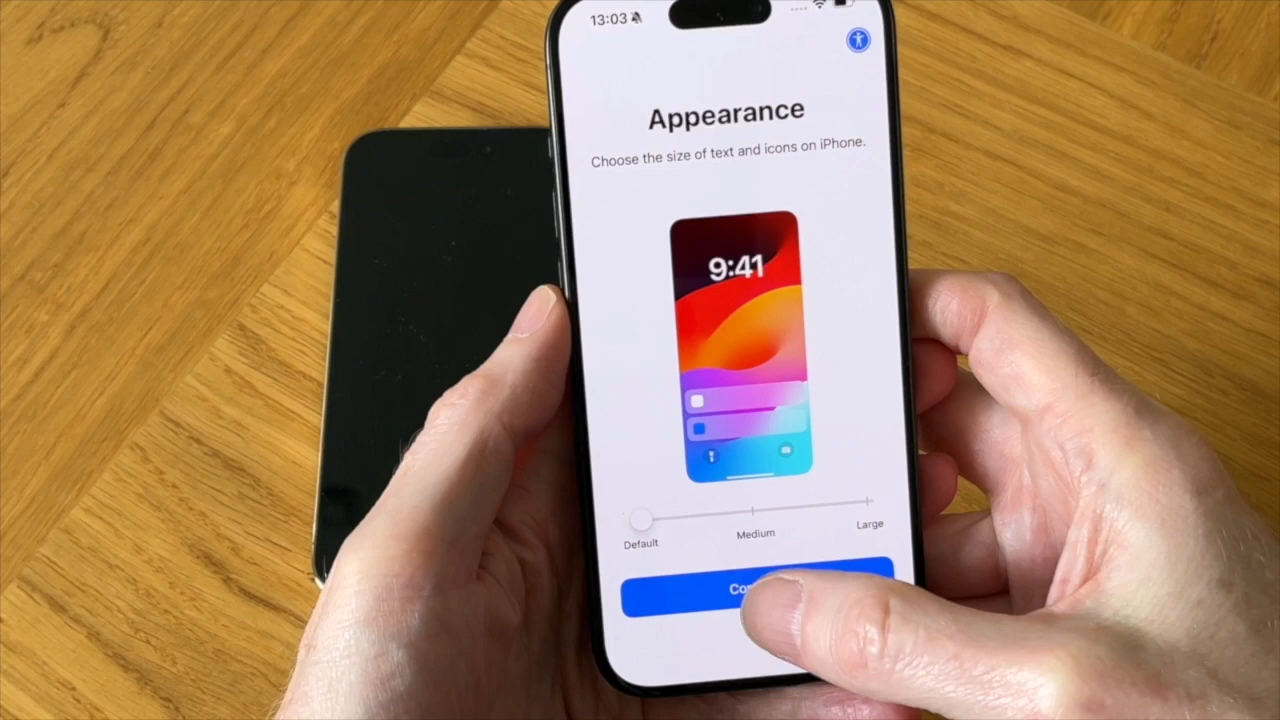 13:03
Appearance
Choose the size of text and icons on iPhone.
9:41
Default
Medium
Large